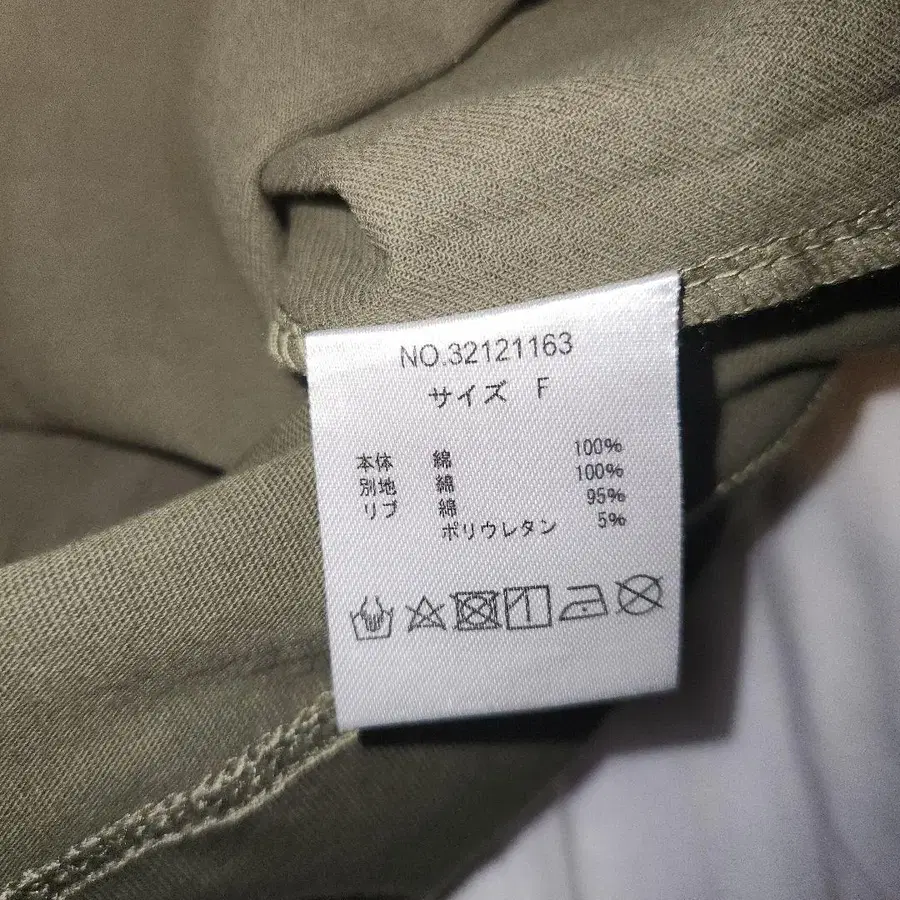 NO.32121163
サイズ F
本体 綿 100%
別地 綿 100%
リブ 綿 95%
ポリウレタン 5%